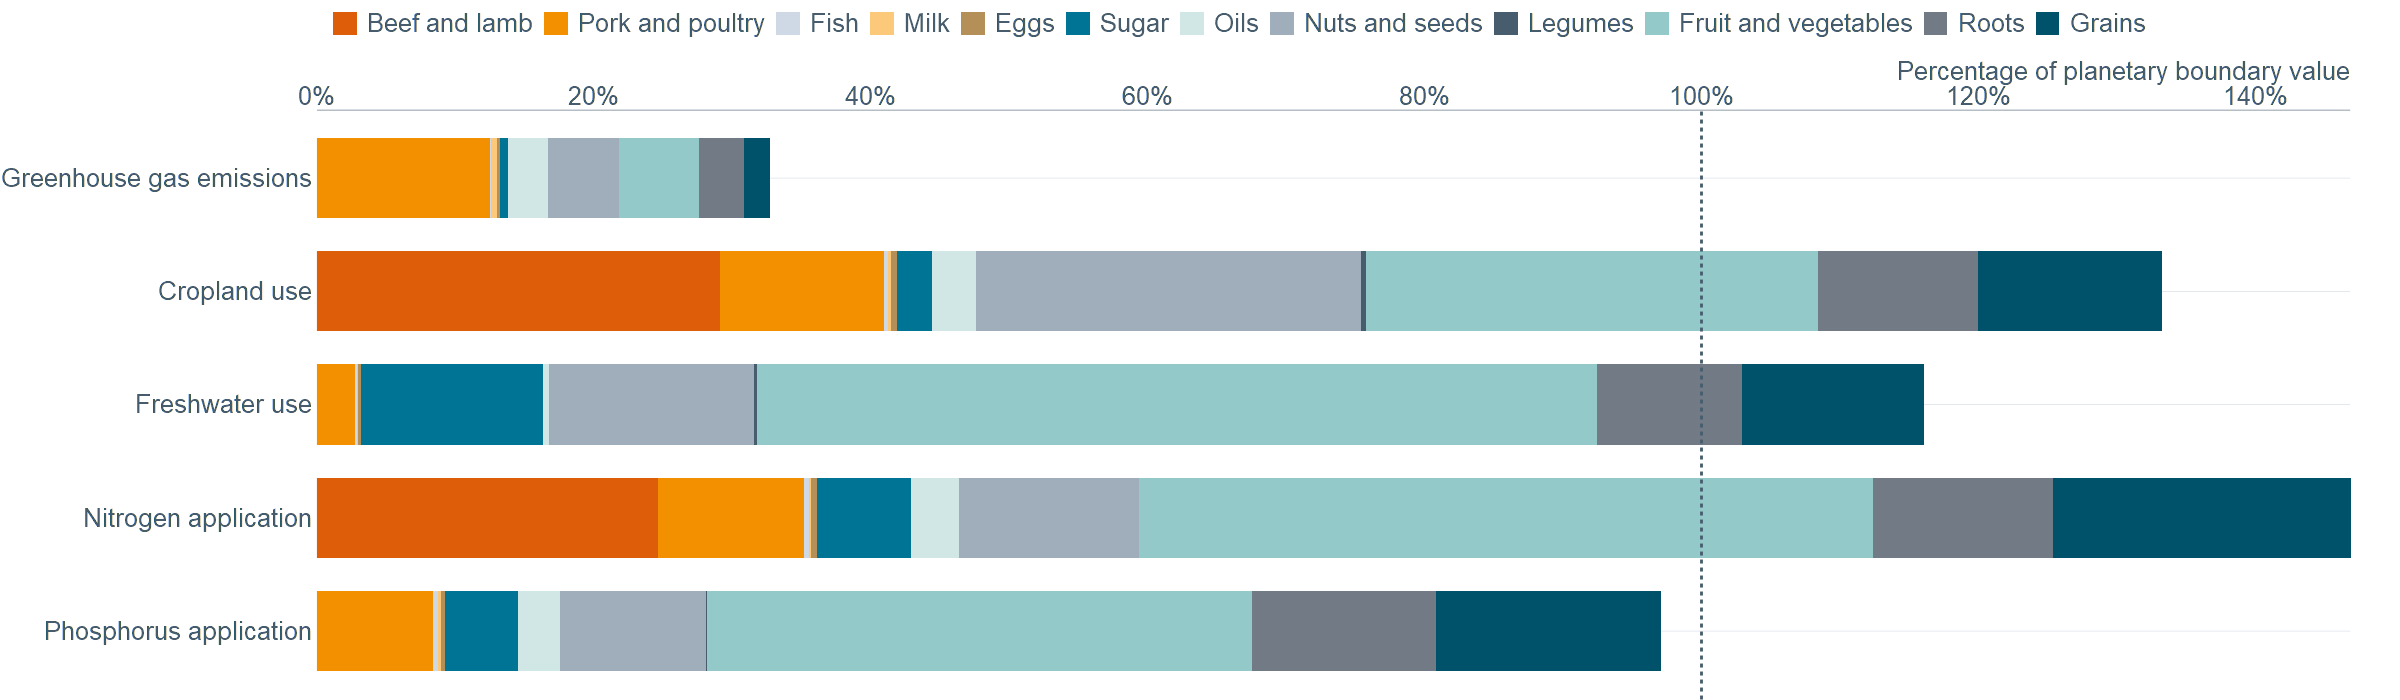 Beef and lamb Pork and poultry Fish Milk Eggs Sugar Oils Nuts and seeds Legumes Fruit and vegetables Roots Grains
Percentage of planetary boundary value
0% 20% 40% 60% 80% 100% 120% 140%
Greenhouse gas emissions
Cropland use
Freshwater use
Nitrogen application
Phosphorus application